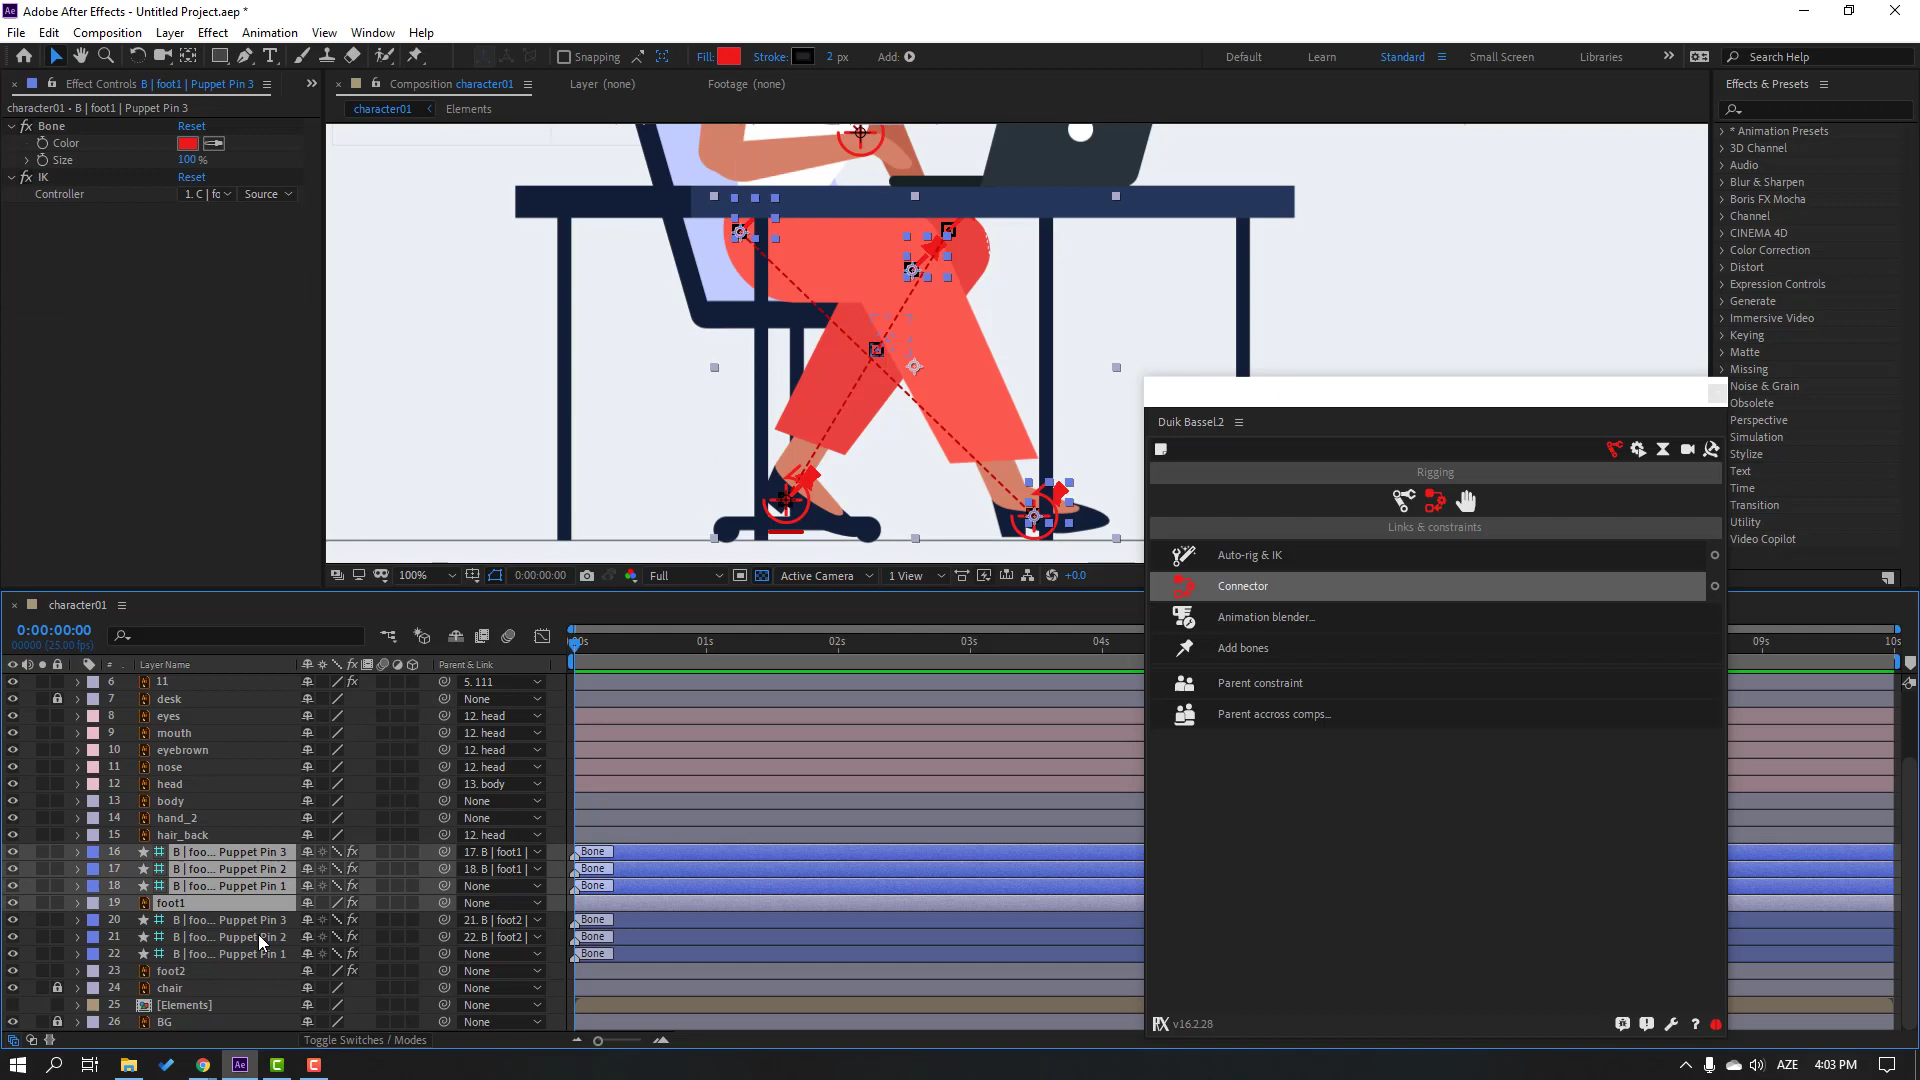 Adobe After Effects - Untitled Project.aep *
File Edit Composition Layer Effect Animation View Window Help
Snapping Fill: Stroke: 2 px Add: Default Learn Standard Small Screen Libraries Search Help
Effect Controls B | foot1 | Puppet Pin 3
character01 • B | foot1 | Puppet Pin 3
fx Bone Reset
Color
Size 100 %
fx IK Reset
Controller 1. C | fo Source
Composition character01 Layer (none) Footage (none)
character01 Elements
100% 0:00:00:00 Full Active Camera 1 View +0.0
Effects & Presets
* Animation Presets
3D Channel
Audio
Blur & Sharpen
Boris FX Mocha
Channel
CINEMA 4D
Color Correction
Distort
Expression Controls
Generate
Immersive Video
Keying
Matte
Missing
Noise & Grain
Obsolete
Perspective
Simulation
Stylize
Text
Time
Transition
Utility
Video Copilot
Duik Bassel.2
Rigging
Links & constraints
Auto-rig & IK
Connector
Animation blender...
Add bones
Parent constraint
Parent accross comps...
v16.2.28
character01
0:00:00:00
00000 (25.00 fps)
01s 02s 03s 04s 09s 10s
# Layer Name fx Parent & Link
6 11 fx 5. 111
7 desk None
8 eyes 12. head
9 mouth 12. head
10 eyebrown 12. head
11 nose 12. head
12 head 13. body
13 body None
14 hand_2 None
15 hair_back 12. head
16 B | foo... Puppet Pin 3 fx 17. B | foot1 | Bone
17 B | foo... Puppet Pin 2 fx 18. B | foot1 | Bone
18 B | foo... Puppet Pin 1 fx None Bone
19 foot1 fx None
20 B | foo... Puppet Pin 3 fx 21. B | foot2 | Bone
21 B | foo... Puppet Pin 2 fx 22. B | foot2 | Bone
22 B | foo... Puppet Pin 1 fx None Bone
23 foot2 fx None
24 chair None
25 [Elements] None
26 BG None
Toggle Switches / Modes
AZE 4:03 PM